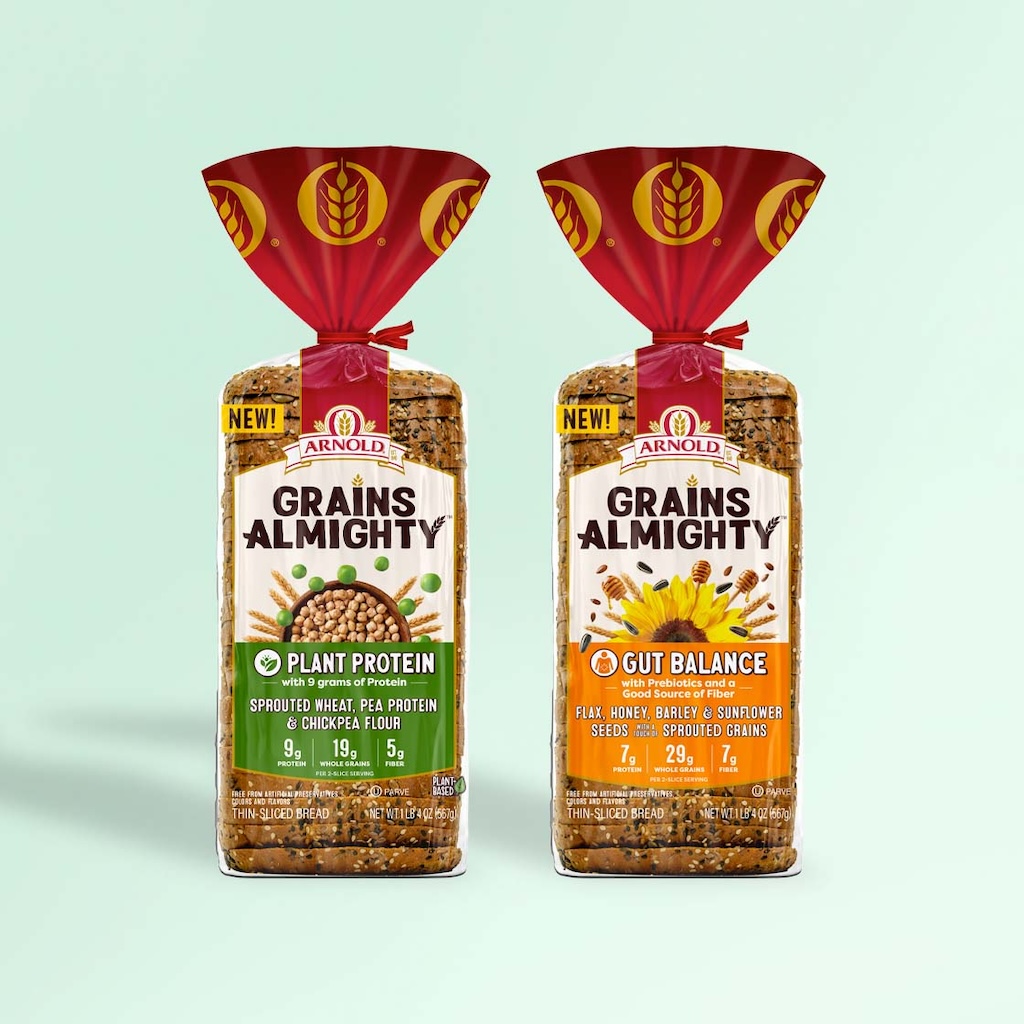 NEW!
ARNOLD®
GRAINS
ALMIGHTY™
PLANT PROTEIN
with 9 grams of Protein
SPROUTED WHEAT, PEA PROTEIN
& CHICKPEA FLOUR
9g PROTEIN 19g WHOLE GRAINS 5g FIBER
PER 2-SLICE SERVING
PLANT-BASED
FREE FROM ARTIFICIAL PRESERVATIVES,
COLORS AND FLAVORS
U PARVE
THIN-SLICED BREAD NET WT 1 LB 4 OZ (567g)
NEW!
ARNOLD®
GRAINS
ALMIGHTY™
GUT BALANCE
with Prebiotics and a
Good Source of Fiber
FLAX, HONEY, BARLEY & SUNFLOWER
SEEDS WITH A TOUCH OF SPROUTED GRAINS
7g PROTEIN 29g WHOLE GRAINS 7g FIBER
PER 2-SLICE SERVING
FREE FROM ARTIFICIAL PRESERVATIVES,
COLORS AND FLAVORS
U PARVE
THIN-SLICED BREAD NET WT 1 LB 4 OZ (567g)